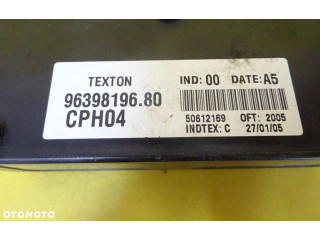 TEXTON
IND: 00 DATE: A5
96398196.80
CPH04
50612169 OFT: 2005
INDTEX: C 27/01/05
OTOMOTO